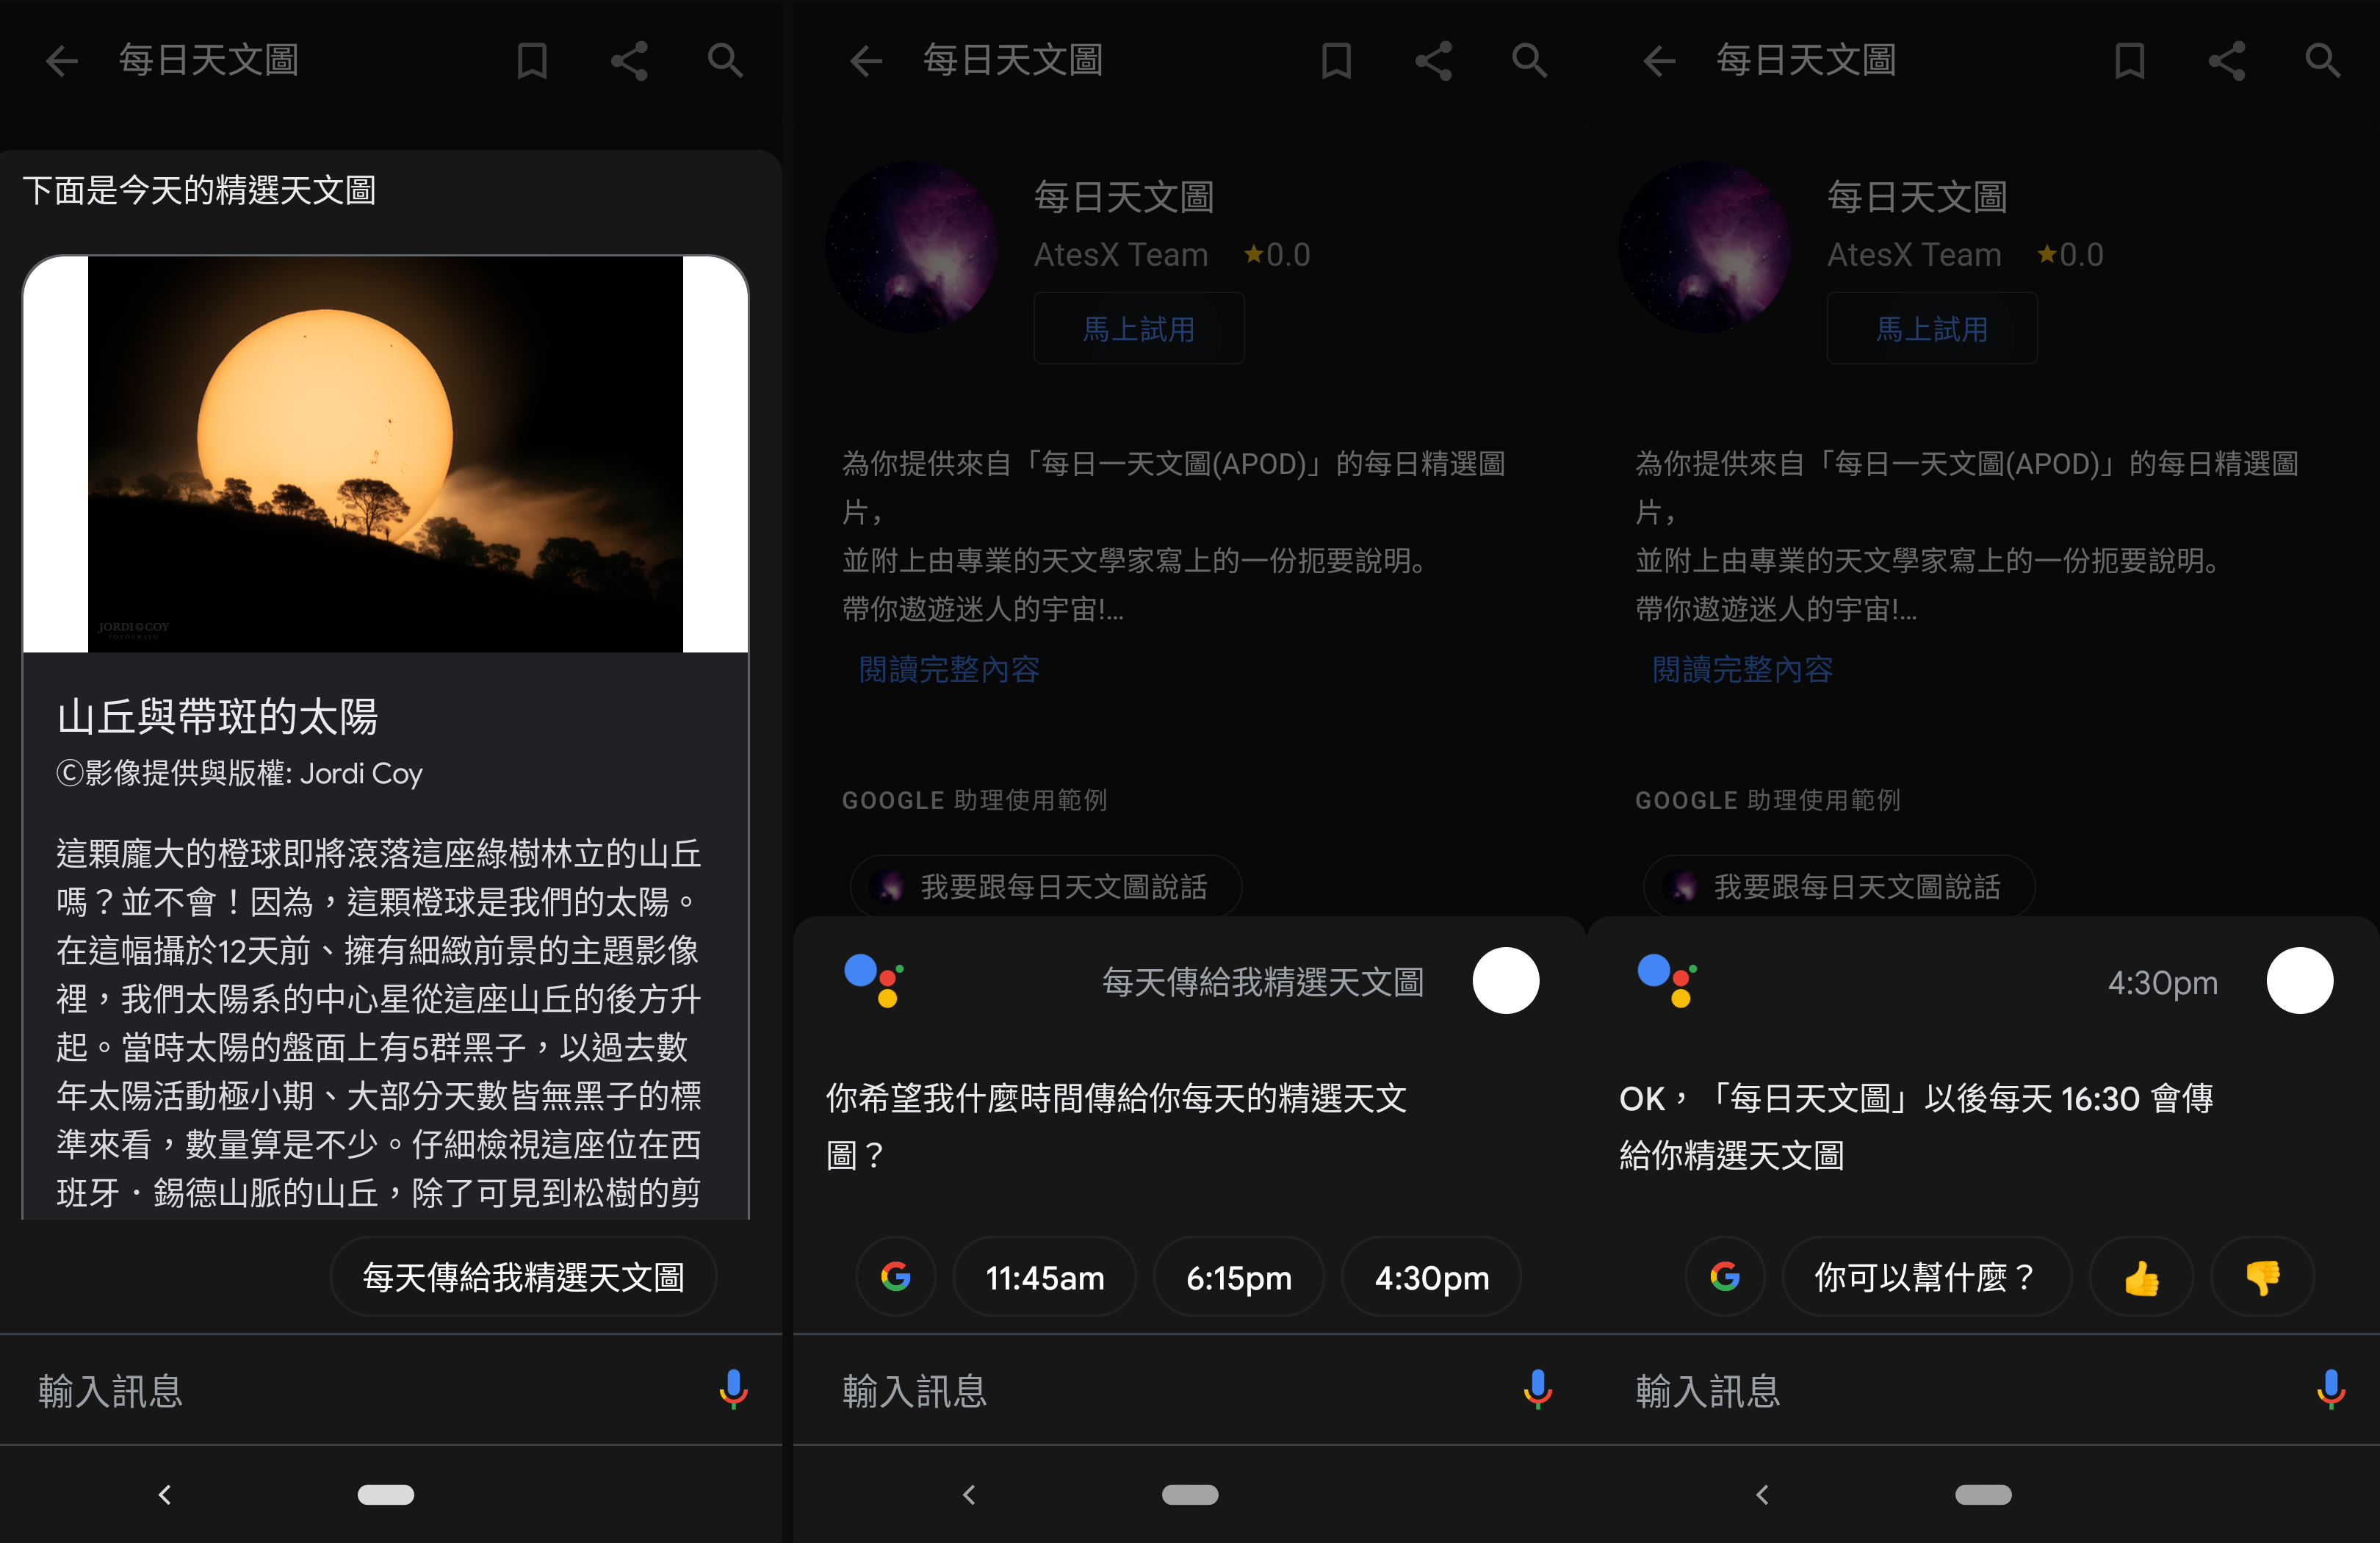 每日天文圖
下面是今天的精選天文圖
JORDI©COY
FOTOGRAFO
山丘與帶斑的太陽
Ⓒ影像提供與版權: Jordi Coy
這顆龐大的橙球即將滾落這座綠樹林立的山丘
嗎？並不會！因為，這顆橙球是我們的太陽。
在這幅攝於12天前、擁有細緻前景的主題影像
裡，我們太陽系的中心星從這座山丘的後方升
起。當時太陽的盤面上有5群黑子，以過去數
年太陽活動極小期、大部分天數皆無黑子的標
準來看，數量算是不少。仔細檢視這座位在西
班牙．錫德山脈的山丘，除了可見到松樹的剪
每天傳給我精選天文圖
輸入訊息
每日天文圖
每日天文圖
AtesX Team ★0.0
馬上試用
為你提供來自「每日一天文圖(APOD)」的每日精選圖
片，
並附上由專業的天文學家寫上的一份扼要說明。
帶你遨遊迷人的宇宙!...
閱讀完整內容
GOOGLE 助理使用範例
我要跟每日天文圖說話
每天傳給我精選天文圖
你希望我什麼時間傳給你每天的精選天文
圖？
11:45am 6:15pm 4:30pm
輸入訊息
每日天文圖
每日天文圖
AtesX Team ★0.0
馬上試用
為你提供來自「每日一天文圖(APOD)」的每日精選圖
片，
並附上由專業的天文學家寫上的一份扼要說明。
帶你遨遊迷人的宇宙!...
閱讀完整內容
GOOGLE 助理使用範例
我要跟每日天文圖說話
4:30pm
OK，「每日天文圖」以後每天 16:30 會傳
給你精選天文圖
你可以幫什麼？ 👍 👎
輸入訊息